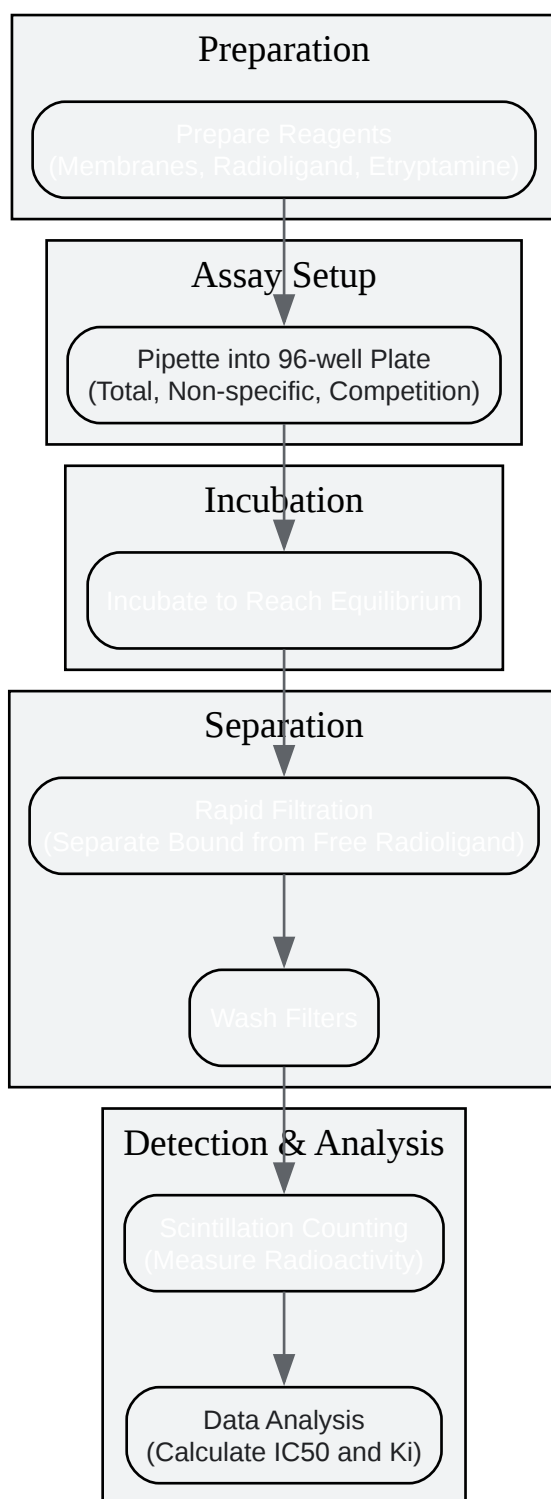 Preparation
Prepare Reagents
(Membranes, Radioligand, Etryptamine)
Assay Setup
Pipette into 96-well Plate
(Total, Non-specific, Competition)
Incubation
Incubate to Reach Equilibrium
Separation
Rapid Filtration
(Separate Bound from Free Radioligand)
Wash Filters
Detection & Analysis
Scintillation Counting
(Measure Radioactivity)
Data Analysis
(Calculate IC50 and Ki)